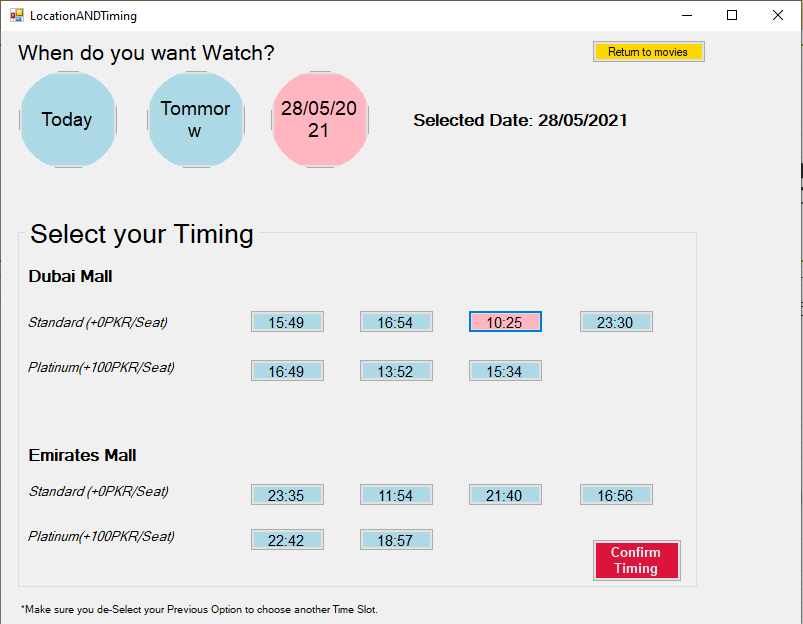 LocationANDTiming
When do you want Watch?
Return to movies
Today
Tommor
w
28/05/20
21
Selected Date: 28/05/2021
Select your Timing
Dubai Mall
Standard (+0PKR/Seat)
15:49
16:54
10:25
23:30
Platinum(+100PKR/Seat)
16:49
13:52
15:34
Emirates Mall
Standard (+0PKR/Seat)
23:35
11:54
21:40
16:56
Platinum(+100PKR/Seat)
22:42
18:57
Confirm
Timing
*Make sure you de-Select your Previous Option to choose another Time Slot.